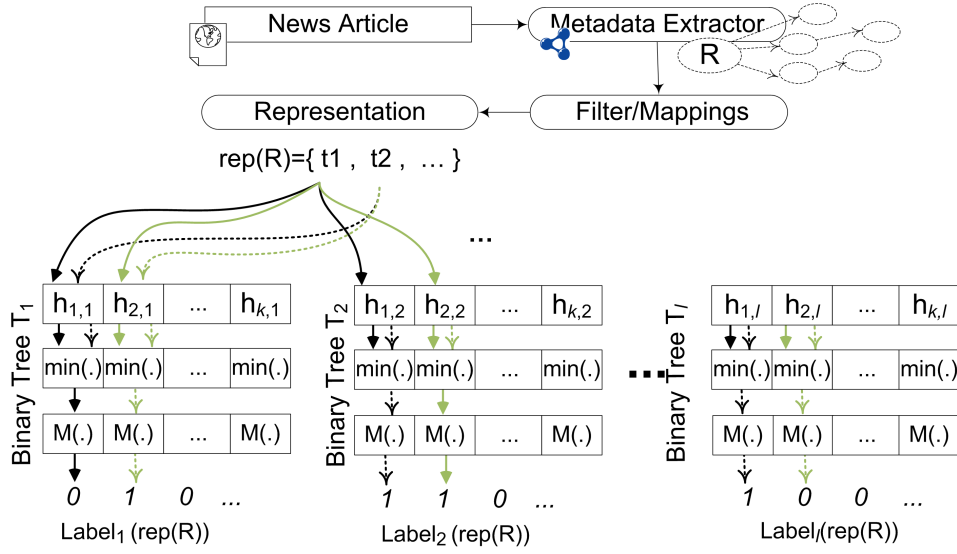 News Article
Metadata Extractor
R
Representation
Filter/Mappings
rep(R)={ t1 , t2 , ... }
...
Binary Tree T1
h1,1 h2,1 ... hk,1
min(.) min(.) ... min(.)
M(.) M(.) ... M(.)
0 1 0 ...
Label1(rep(R))
Binary Tree T2
h1,2 h2,2 ... hk,2
min(.) min(.) ... min(.)
M(.) M(.) ... M(.)
1 1 0 ...
Label2(rep(R))
...
Binary Tree Tl
h1,l h2,l ... hk,l
min(.) min(.) ... min(.)
M(.) M(.) ... M(.)
1 0 0 ...
Labell(rep(R))